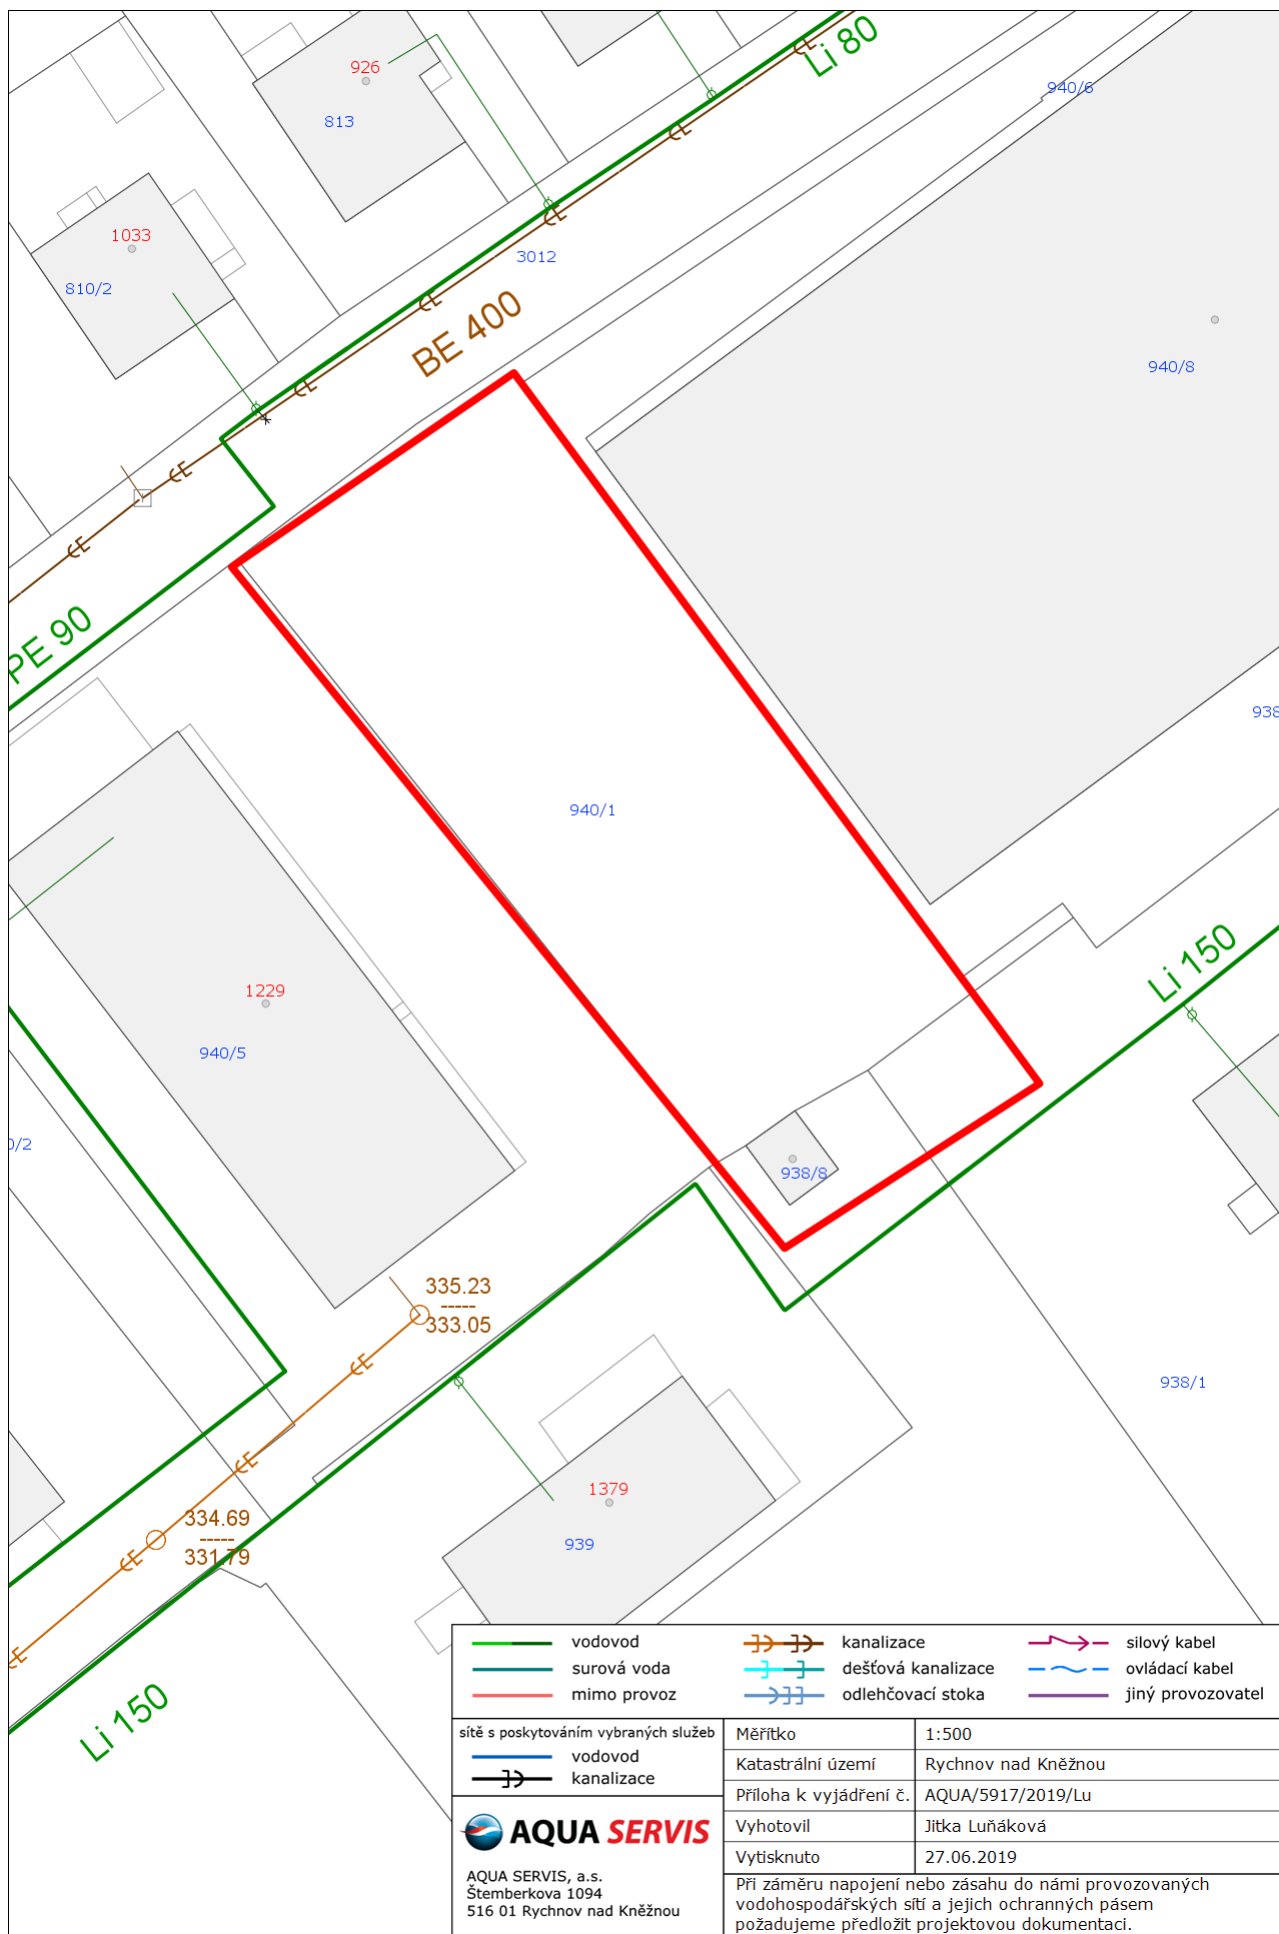 Li 80
926
940/6
813
1033
3012
810/2
BE 400
940/8
PE 90
938
940/1
Li 150
1229
940/5
0/2
938/8
335.23
-----
333.05
938/1
1379
334.69
-----
331.79
939
Li 150
vodovod
kanalizace
silový kabel
surová voda
dešťová kanalizace
ovládací kabel
mimo provoz
odlehčovací stoka
jiný provozovatel
sítě s poskytováním vybraných služeb
vodovod
kanalizace
Měřítko 1:500
Katastrální území Rychnov nad Kněžnou
Příloha k vyjádření č. AQUA/5917/2019/Lu
Vyhotovil Jitka Luňáková
Vytisknuto 27.06.2019
AQUA SERVIS
AQUA SERVIS, a.s.
Štemberkova 1094
516 01 Rychnov nad Kněžnou
Při záměru napojení nebo zásahu do námi provozovaných
vodohospodářských sítí a jejich ochranných pásem
požadujeme předložit projektovou dokumentaci.